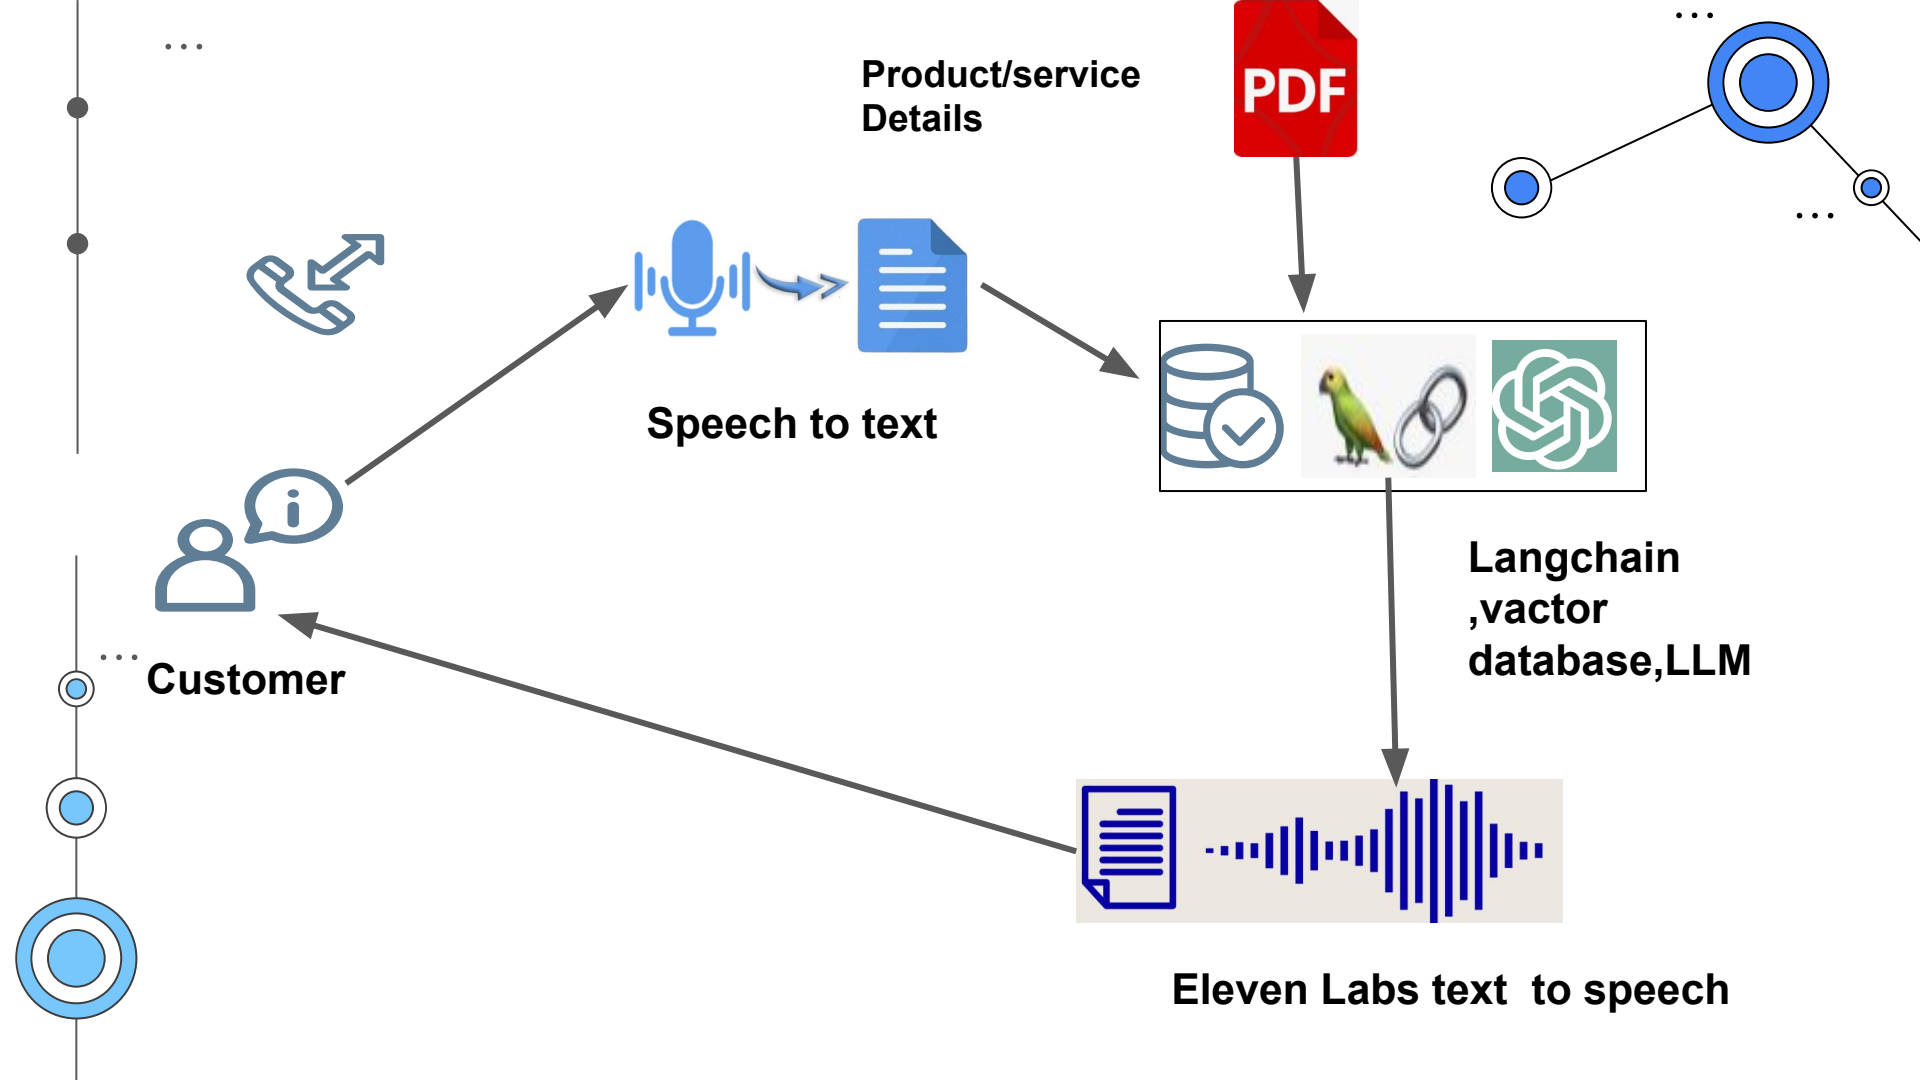 Product/service
Details
PDF
Speech to text
Langchain
,vactor
database,LLM
Customer
Eleven Labs text  to speech